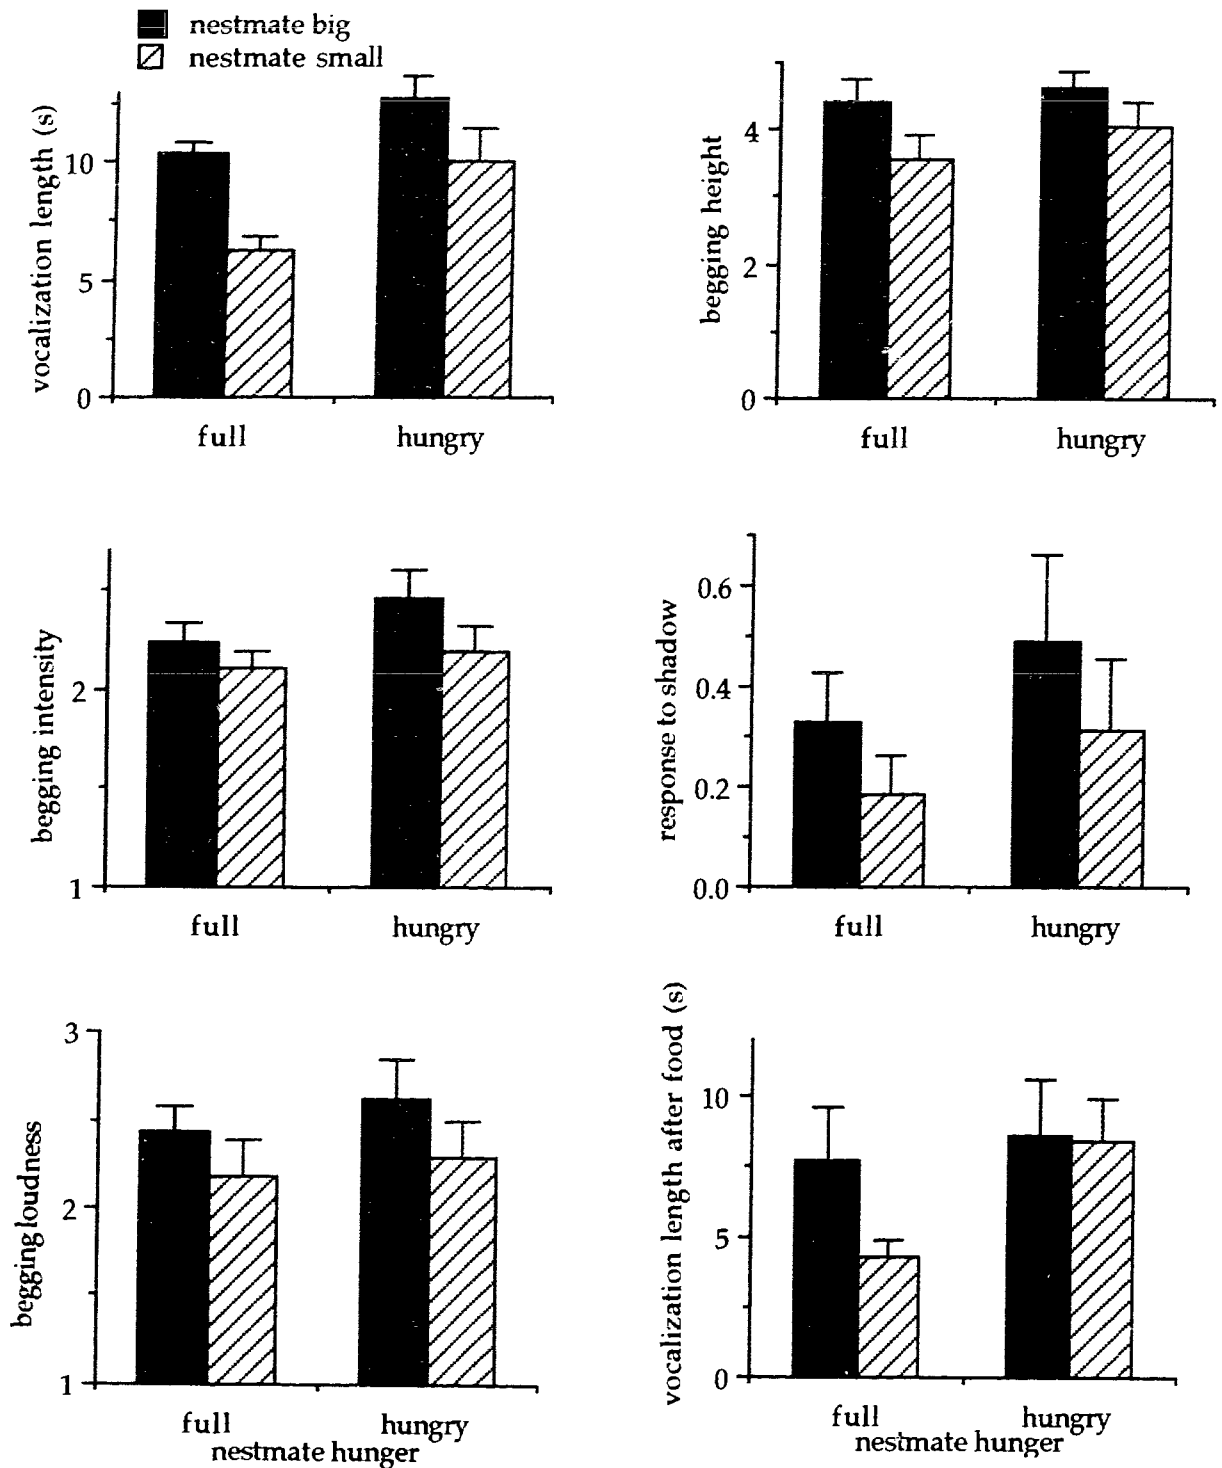 nestmate big
nestmate small
vocalization length (s)
10
5
0
full hungry
begging height
4
2
0
full hungry
begging intensity
2
1
full hungry
response to shadow
0.6
0.4
0.2
0.0
full hungry
begging loudness
3
2
1
full hungry
nestmate hunger
vocalization length after food (s)
10
5
0
full hungry
nestmate hunger